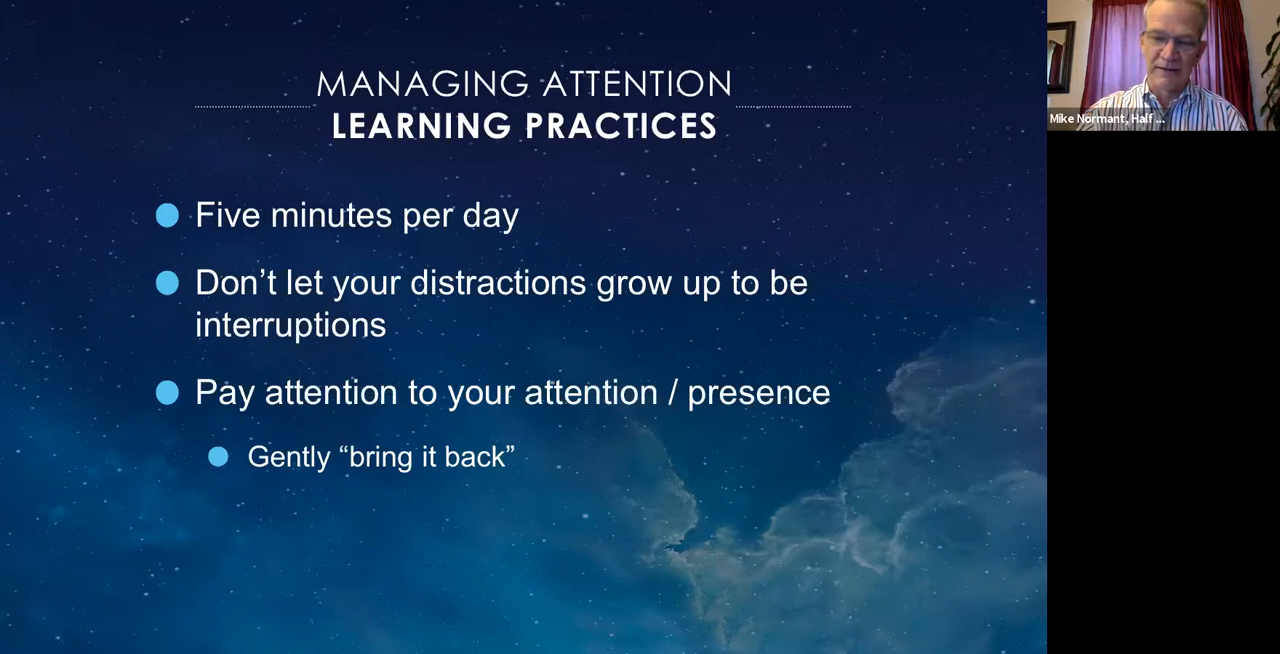 MANAGING ATTENTION
LEARNING PRACTICES
Five minutes per day
Don’t let your distractions grow up to be
interruptions
Pay attention to your attention / presence
Gently “bring it back”
Mike Normant, Half ...